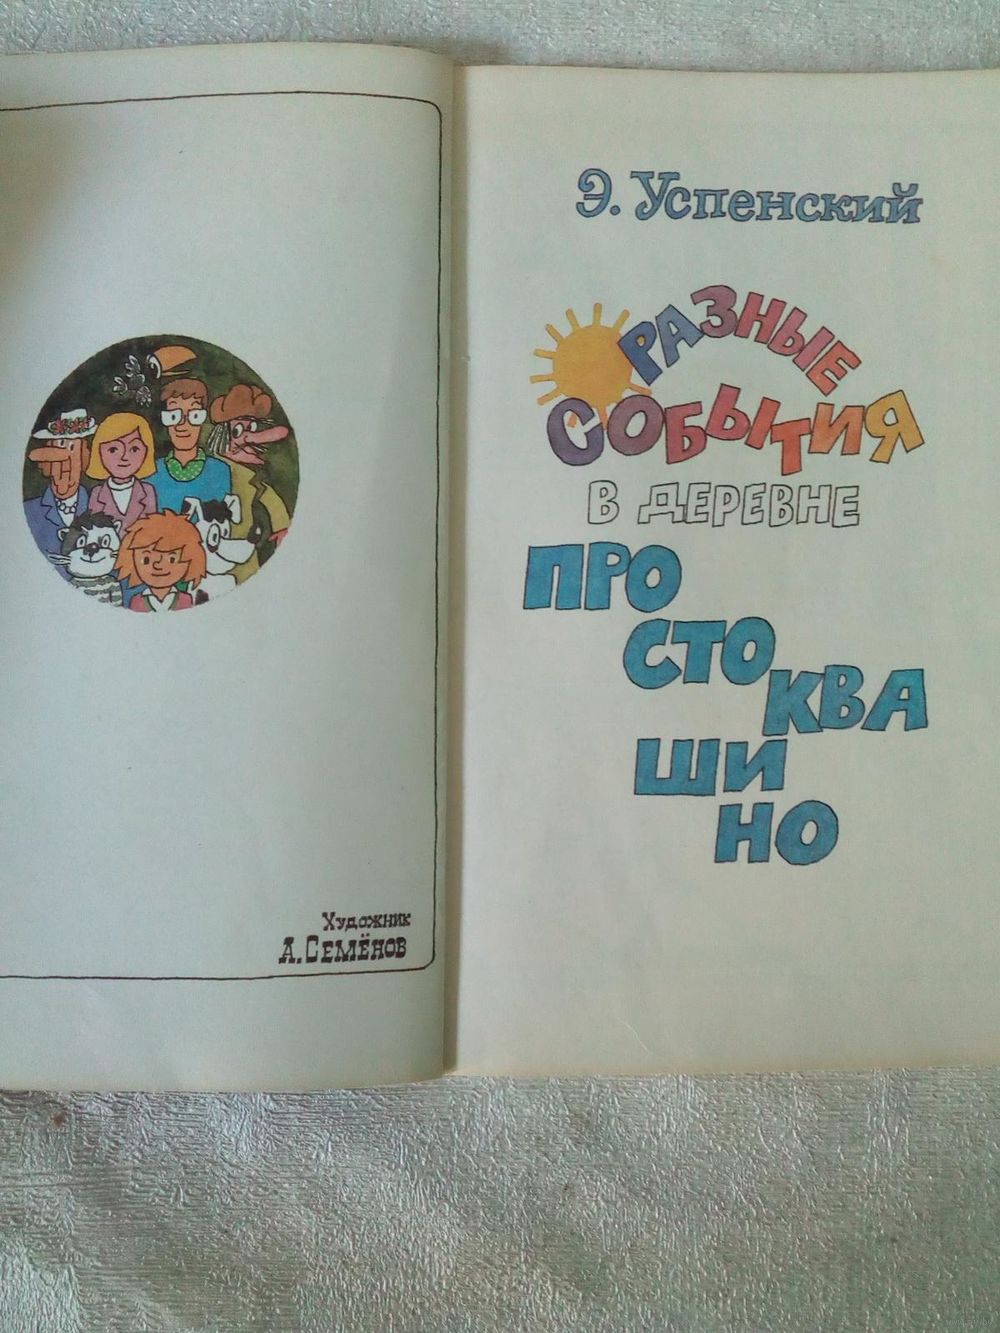 Художник
А. Семёнов
Э. Успенский
Разные
события
в деревне
Про
сто
ква
ши
но